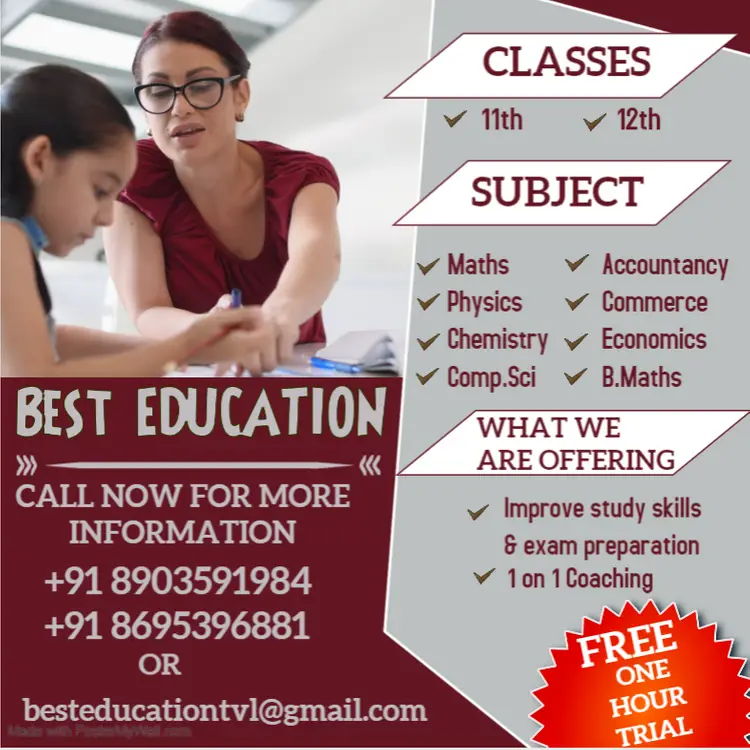 CLASSES
11th 12th
SUBJECT
Maths Accountancy
Physics Commerce
Chemistry Economics
Comp.Sci B.Maths
WHAT WE
ARE OFFERING
Improve study skills
& exam preparation
1 on 1 Coaching
BEST EDUCATION
CALL NOW FOR MORE
INFORMATION
+91 8903591984
+91 8695396881
OR
besteducationtvl@gmail.com
Made with PosterMyWall.com
FREE
ONE
HOUR
TRIAL